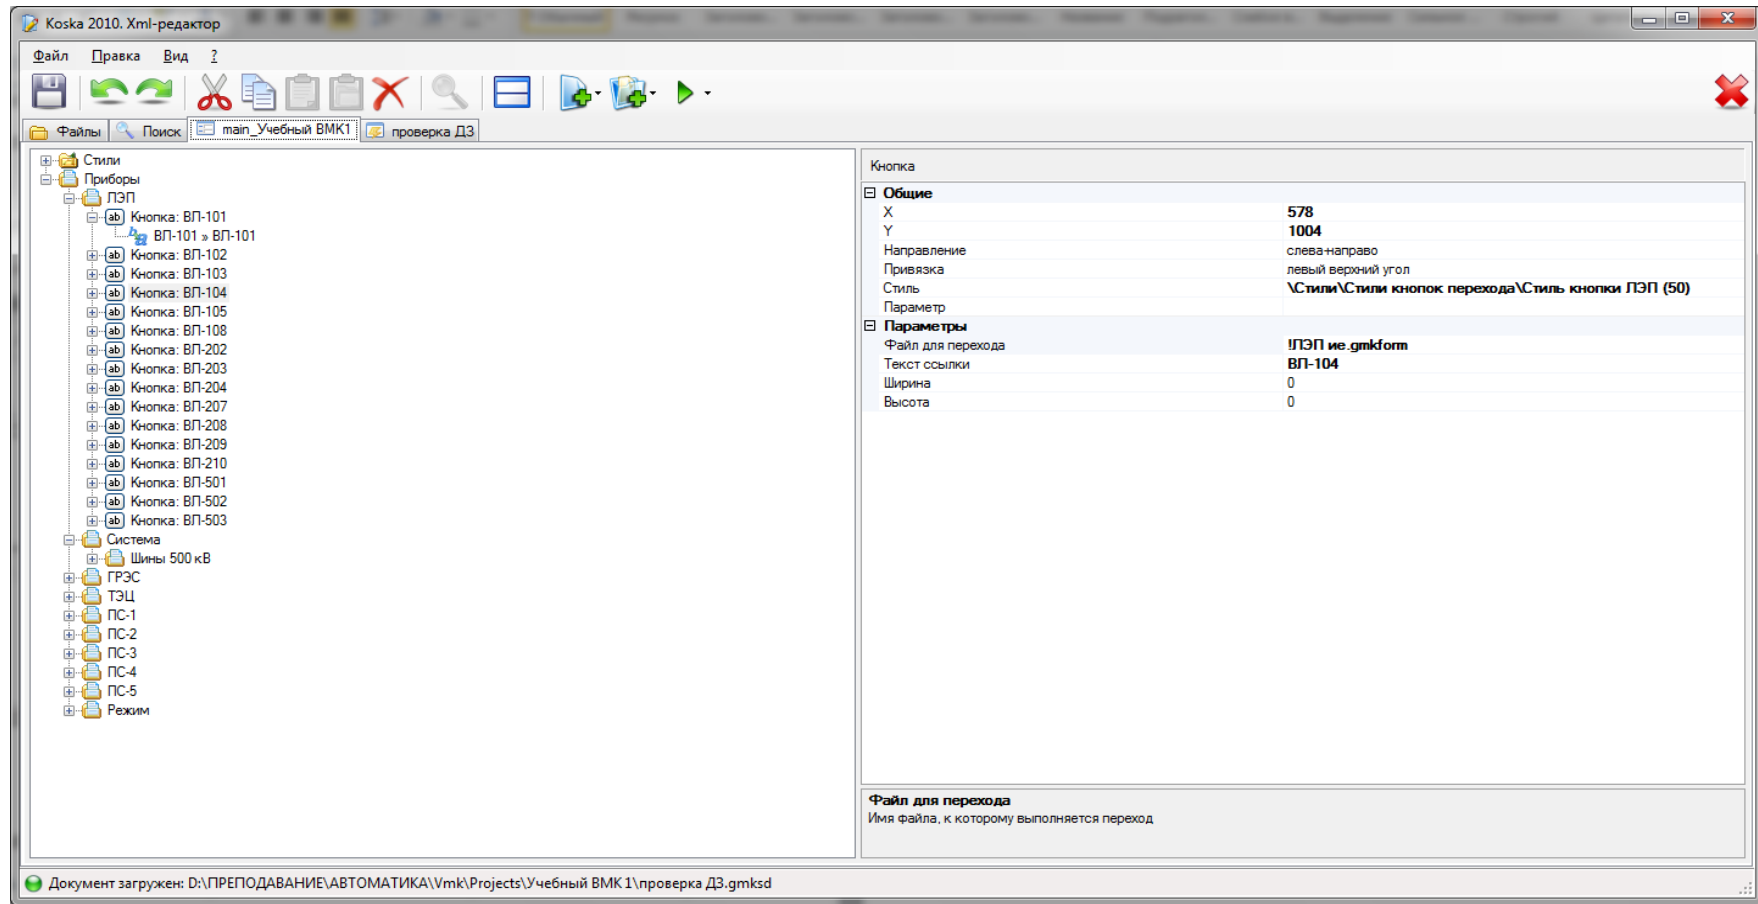 Koska 2010. Xml-редактор
Файл Правка Вид ?
Файлы Поиск main_Учебный ВМК1 проверка ДЗ
Стили
Приборы
ЛЭП
Кнопка: ВЛ-101
ВЛ-101 » ВЛ-101
Кнопка: ВЛ-102
Кнопка: ВЛ-103
Кнопка: ВЛ-104
Кнопка: ВЛ-105
Кнопка: ВЛ-108
Кнопка: ВЛ-202
Кнопка: ВЛ-203
Кнопка: ВЛ-204
Кнопка: ВЛ-207
Кнопка: ВЛ-208
Кнопка: ВЛ-209
Кнопка: ВЛ-210
Кнопка: ВЛ-501
Кнопка: ВЛ-502
Кнопка: ВЛ-503
Система
Шины 500 кВ
ГРЭС
ТЭЦ
ПС-1
ПС-2
ПС-3
ПС-4
ПС-5
Режим
Кнопка
Общие
X 578
Y 1004
Направление слева-направо
Привязка левый верхний угол
Стиль \Стили\Стили кнопок перехода\Стиль кнопки ЛЭП (50)
Параметр
Параметры
Файл для перехода !ЛЭП ие.gmkform
Текст ссылки ВЛ-104
Ширина 0
Высота 0
Файл для перехода
Имя файла, к которому выполняется переход
Документ загружен: D:\ПРЕПОДАВАНИЕ\АВТОМАТИКА\Vmk\Projects\Учебный ВМК1\проверка ДЗ.gmksd